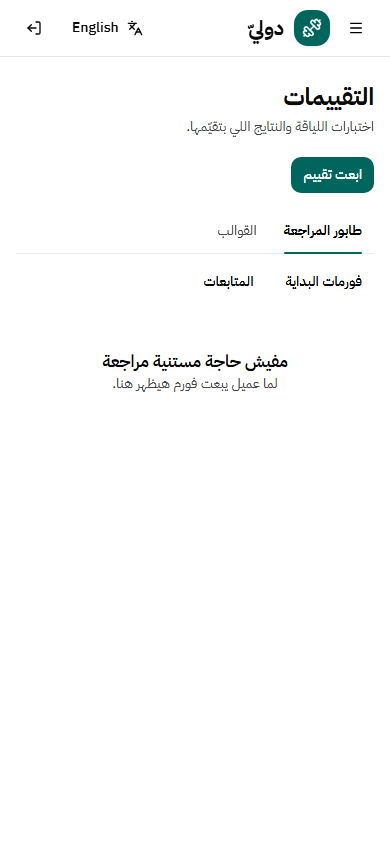 دوليّ
English
التقييمات
اختبارات اللياقة والنتايج اللي بتقيّمها.
ابعت تقييم
طابور المراجعة
القوالب
فورمات البداية
المتابعات
مفيش حاجة مستنية مراجعة
لما عميل يبعت فورم هيظهر هنا.